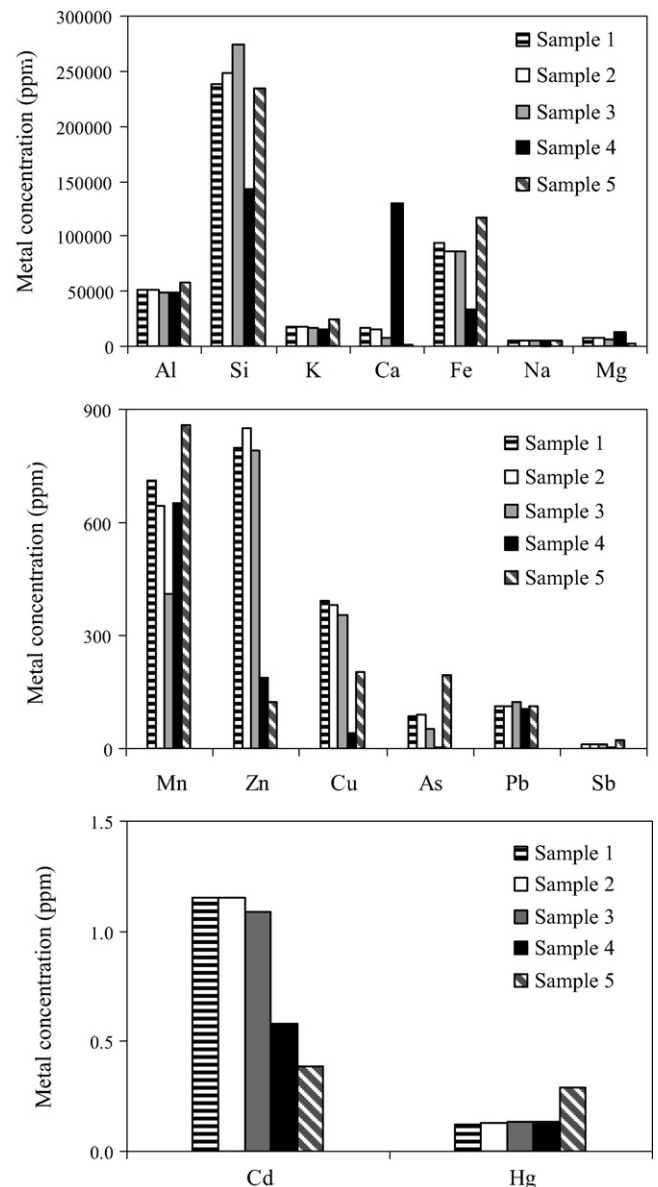 Metal concentration (ppm)
300000
250000
200000
150000
100000
50000
0
Sample 1
Sample 2
Sample 3
Sample 4
Sample 5
Al Si K Ca Fe Na Mg
Metal concentration (ppm)
900
600
300
0
Sample 1
Sample 2
Sample 3
Sample 4
Sample 5
Mn Zn Cu As Pb Sb
Metal concentration (ppm)
1.5
1.0
0.5
0.0
Sample 1
Sample 2
Sample 3
Sample 4
Sample 5
Cd Hg